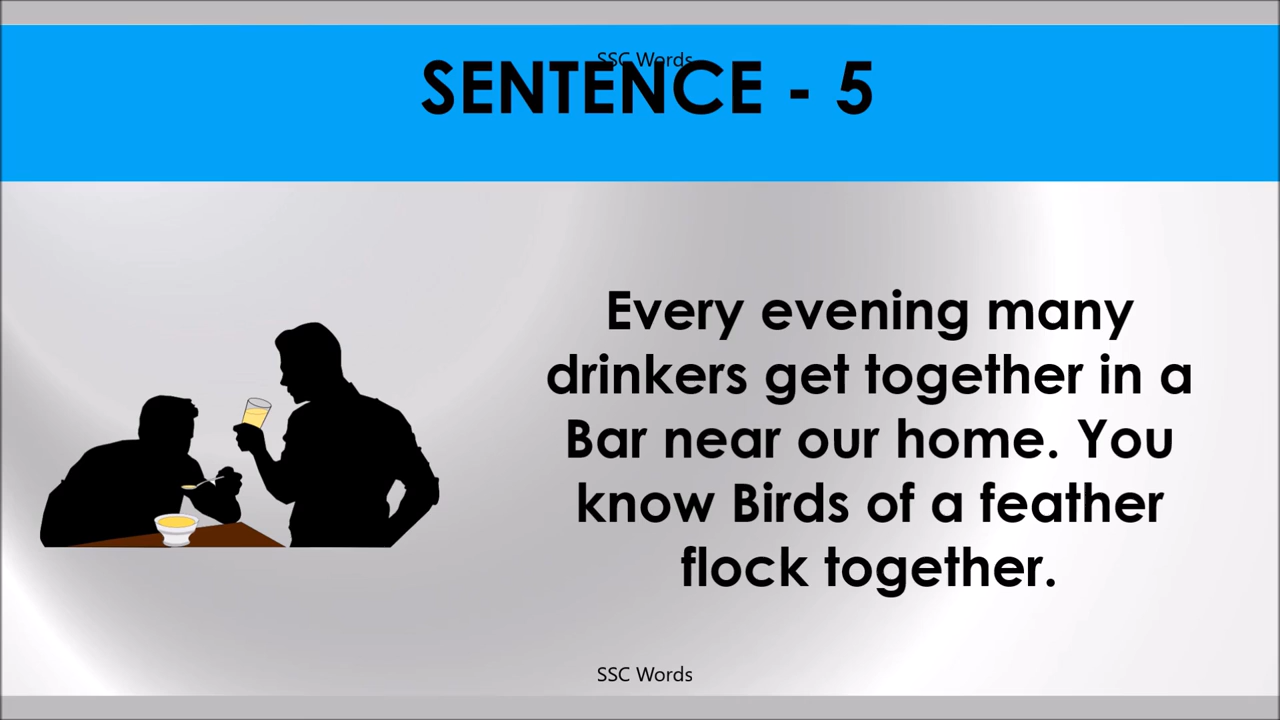 SSC Words
SENTENCE - 5
Every evening many
drinkers get together in a
Bar near our home. You
know Birds of a feather
flock together.
SSC Words